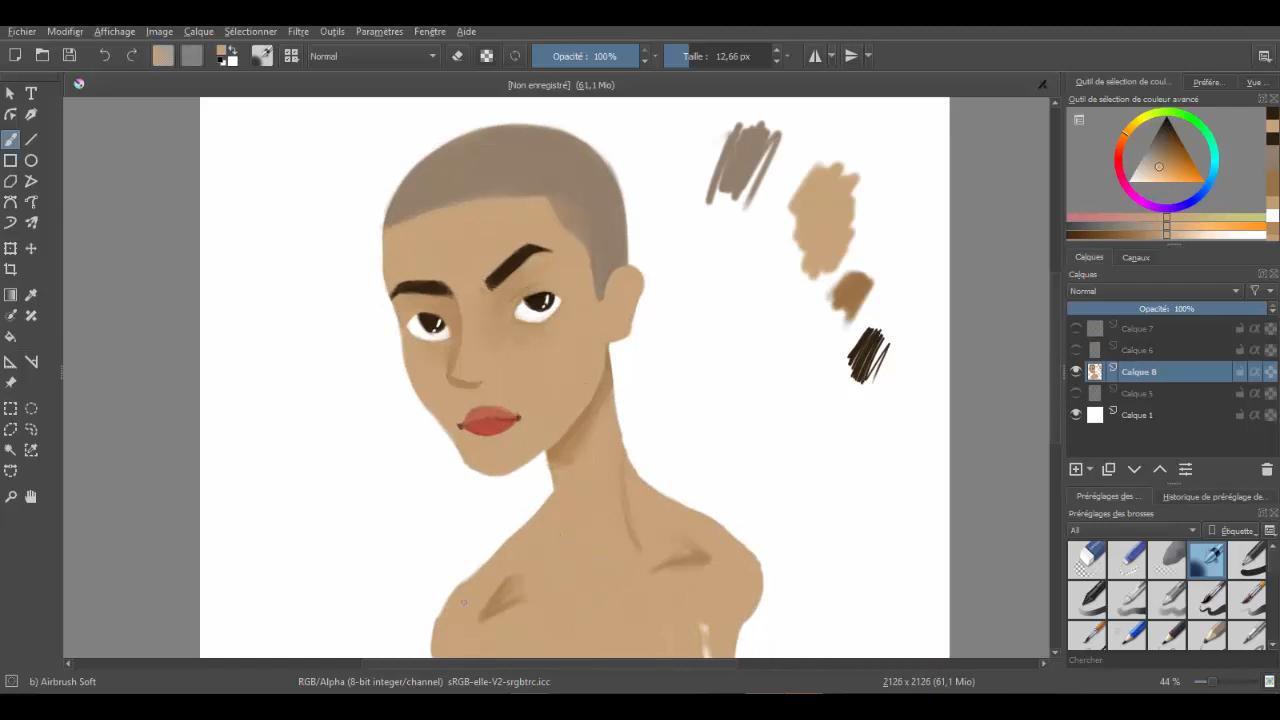 Fichier Modifier Affichage Image Calque Sélectionner Filtre Outils Paramètres Fenêtre Aide
Normal Opacité : 100% Taille : 12,66 px
[Non enregistré] (61,1 Mio)
Outil de sélection de coul... Préfére... Vue ...
Outil de sélection de couleur avancé
Calques Canaux
Calques
Normal
Opacité: 100%
Calque 7
Calque 6
Calque 8
Calque 5
Calque 1
Préréglages des ... Historique de préréglage de...
Préréglages des brosses
All Étiquette
Chercher
b) Airbrush Soft RGB/Alpha (8-bit integer/channel) sRGB-elle-V2-srgbtrc.icc 2126 x 2126 (61,1 Mio) 44 %